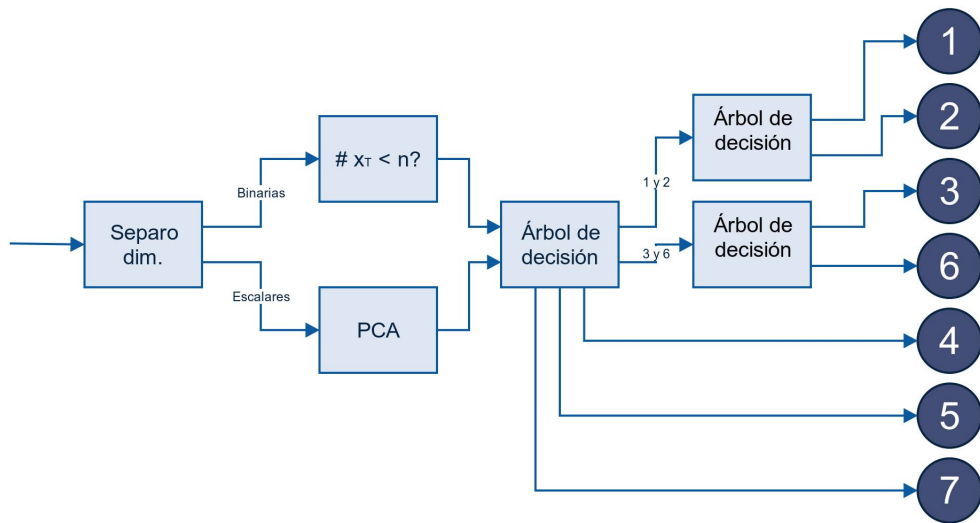 Separo
dim.
Binarias
Escalares
# xT < n?
PCA
Árbol de
decisión
1 y 2
3 y 6
Árbol de
decisión
Árbol de
decisión
1
2
3
6
4
5
7